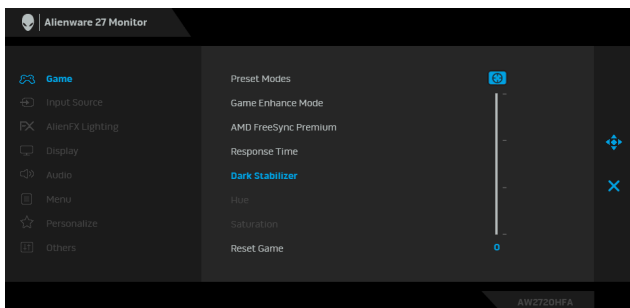 Alienware 27 Monitor
Game
Input Source
AlienFX Lighting
Display
Audio
Menu
Personalize
Others
Preset Modes
Game Enhance Mode
AMD FreeSync Premium
Response Time
Dark Stabilizer
Hue
Saturation
Reset Game
0
AW2720HFA